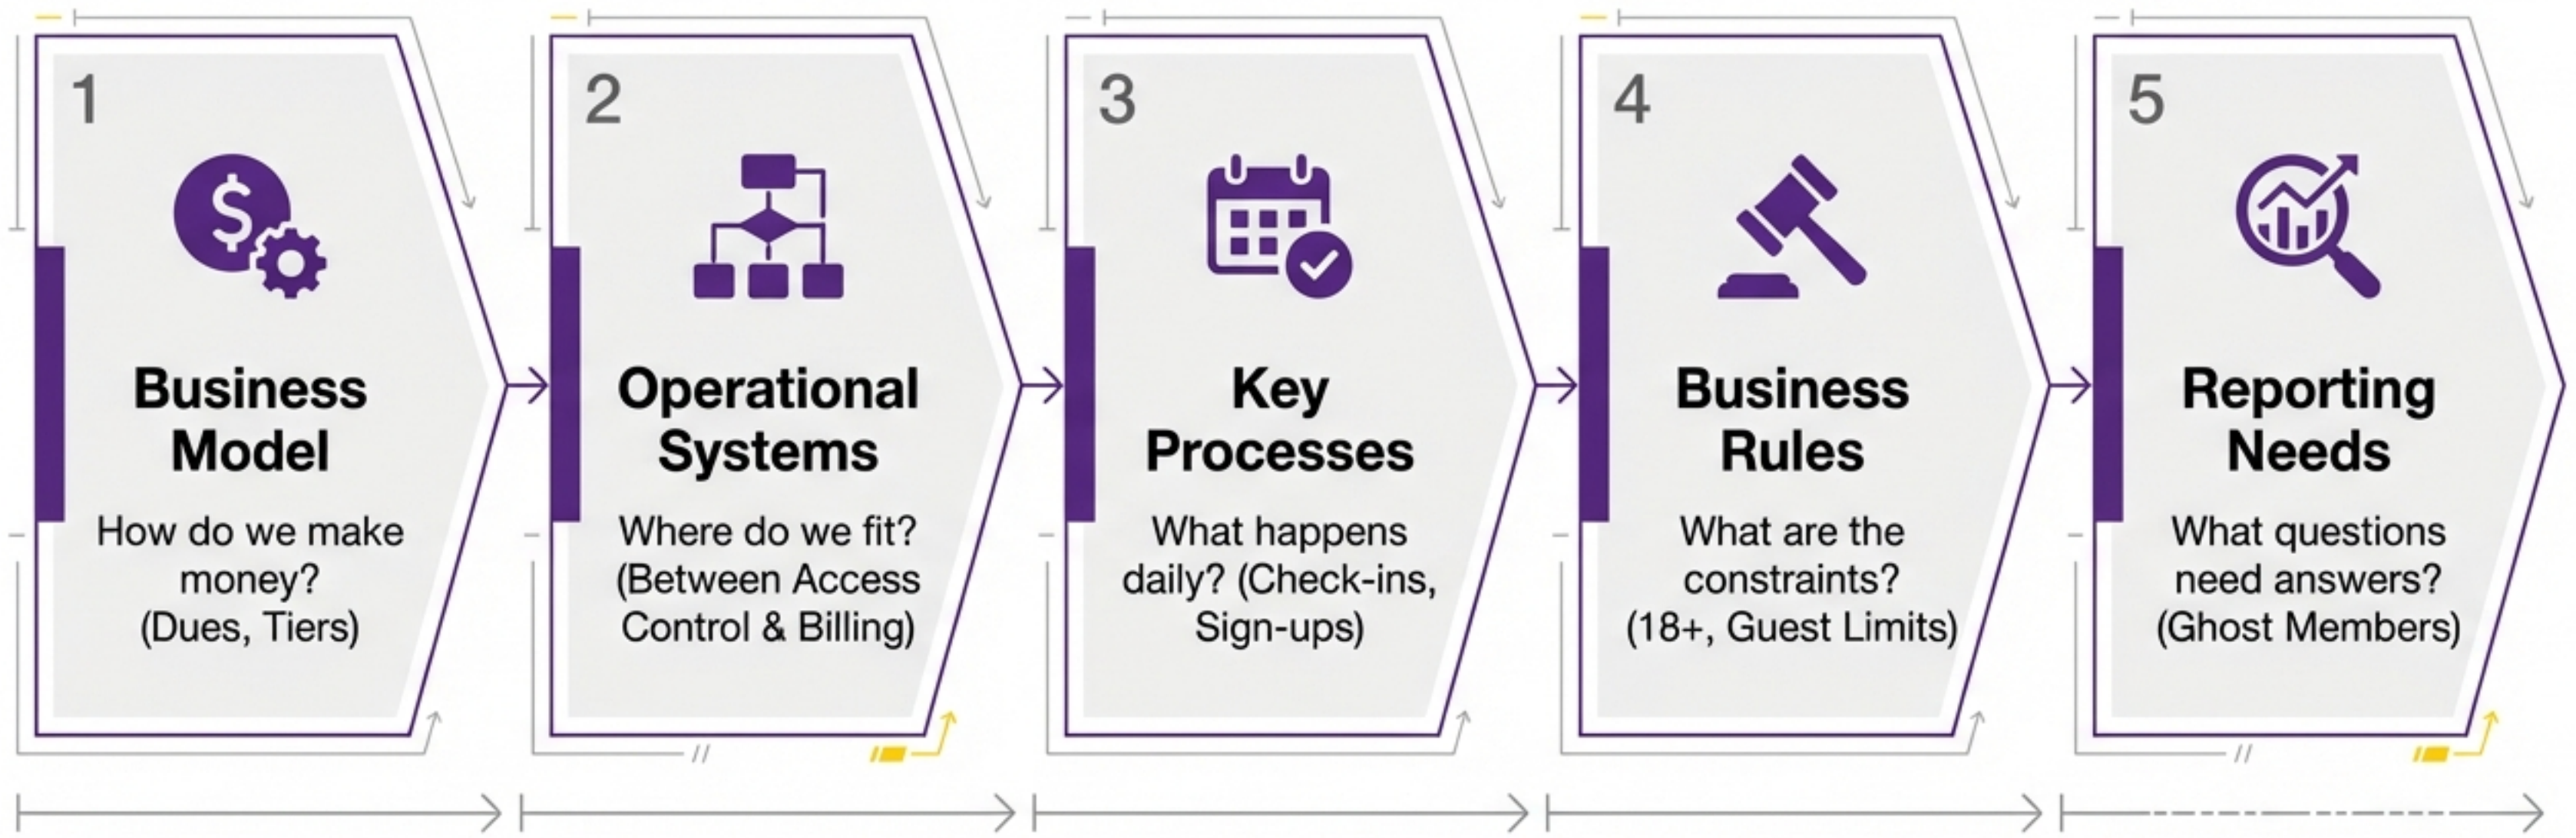 1
$
Business
Model
How do we make
money?
(Dues, Tiers)
2
Operational
Systems
Where do we fit?
(Between Access
Control & Billing)
3
Key
Processes
What happens
daily? (Check-ins,
Sign-ups)
4
Business
Rules
What are the
constraints?
(18+, Guest Limits)
5
Reporting
Needs
What questions
need answers?
(Ghost Members)